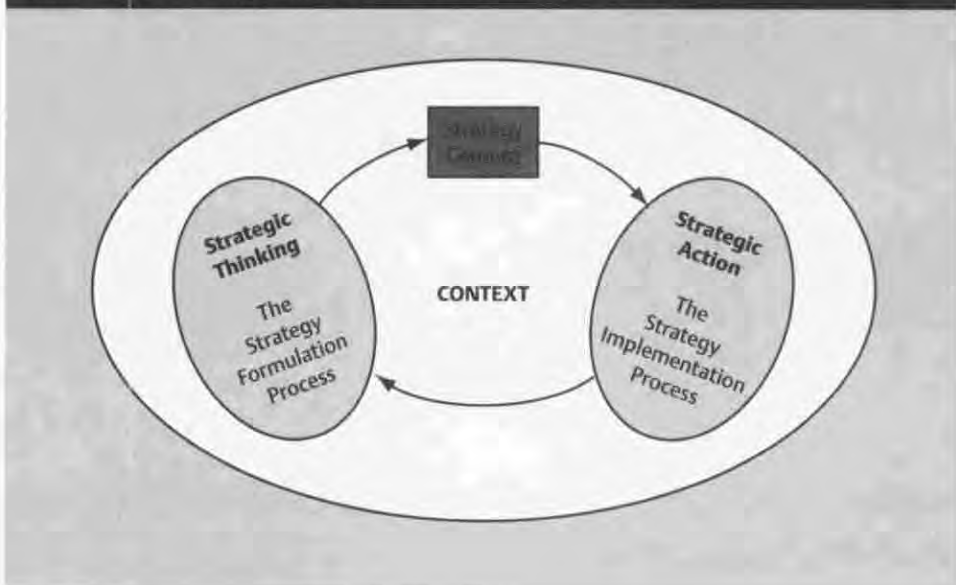 Strategy
Content
Strategic
Thinking
The
Strategy
Formulation
Process
CONTEXT
Strategic
Action
The
Strategy
Implementation
Process